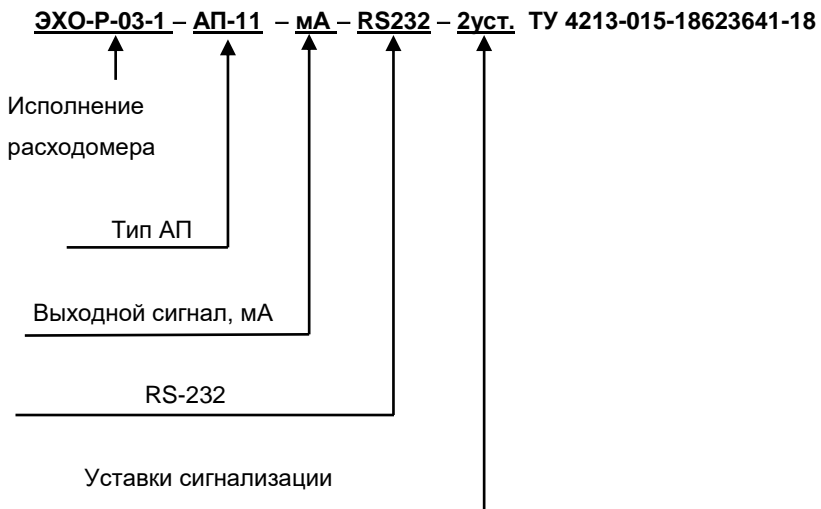 ЭХО-Р-03-1 – АП-11 – мА – RS232 – 2уст. ТУ 4213-015-18623641-18
Исполнение
расходомера
Тип АП
Выходной сигнал, мА
RS-232
Уставки сигнализации